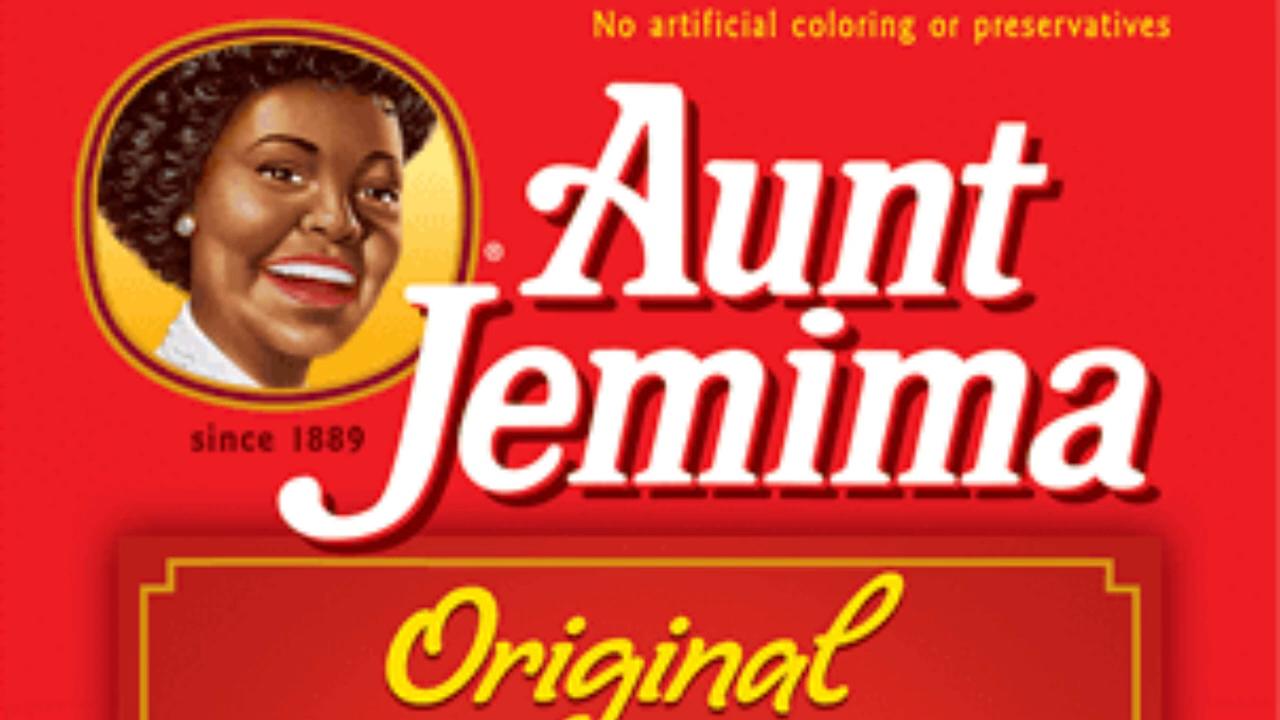 No artificial coloring or preservatives
Aunt
®
Jemima
since 1889
Original